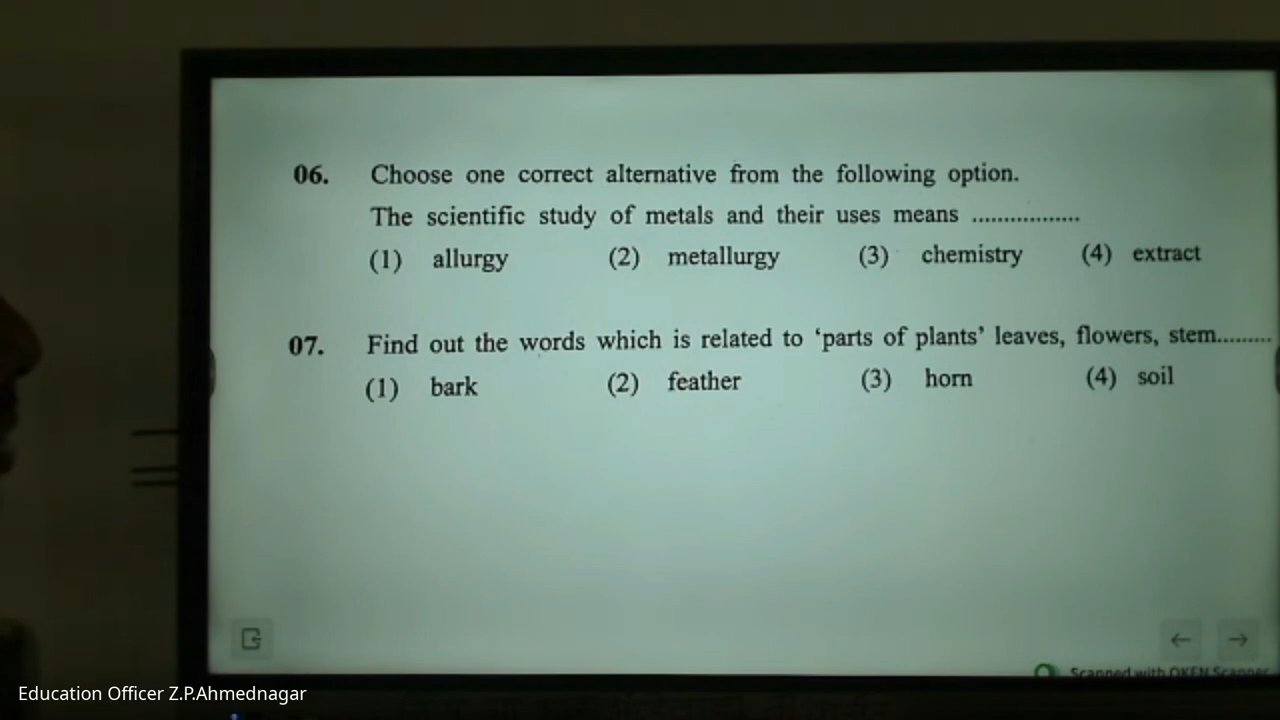 06. Choose one correct alternative from the following option.
The scientific study of metals and their uses means .................
(1) allurgy (2) metallurgy (3) chemistry (4) extract
07. Find out the words which is related to ‘parts of plants’ leaves, flowers, stem.........
(1) bark (2) feather (3) horn (4) soil
Scanned with OKEN Scanner
Education Officer Z.P.Ahmednagar